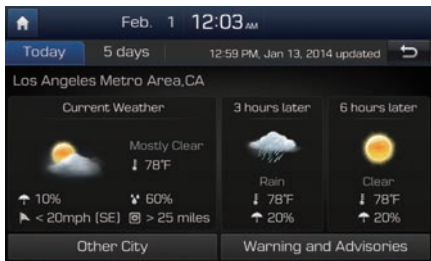 Feb. 1 12:03 AM
Today 5 days 12:59 PM, Jan 13, 2014 updated
Los Angeles Metro Area,CA
Current Weather
Mostly Clear
78°F
10% 60%
< 20mph (SE) > 25 miles
3 hours later
Rain
78°F
20%
6 hours later
Clear
78°F
20%
Other City Warning and Advisories